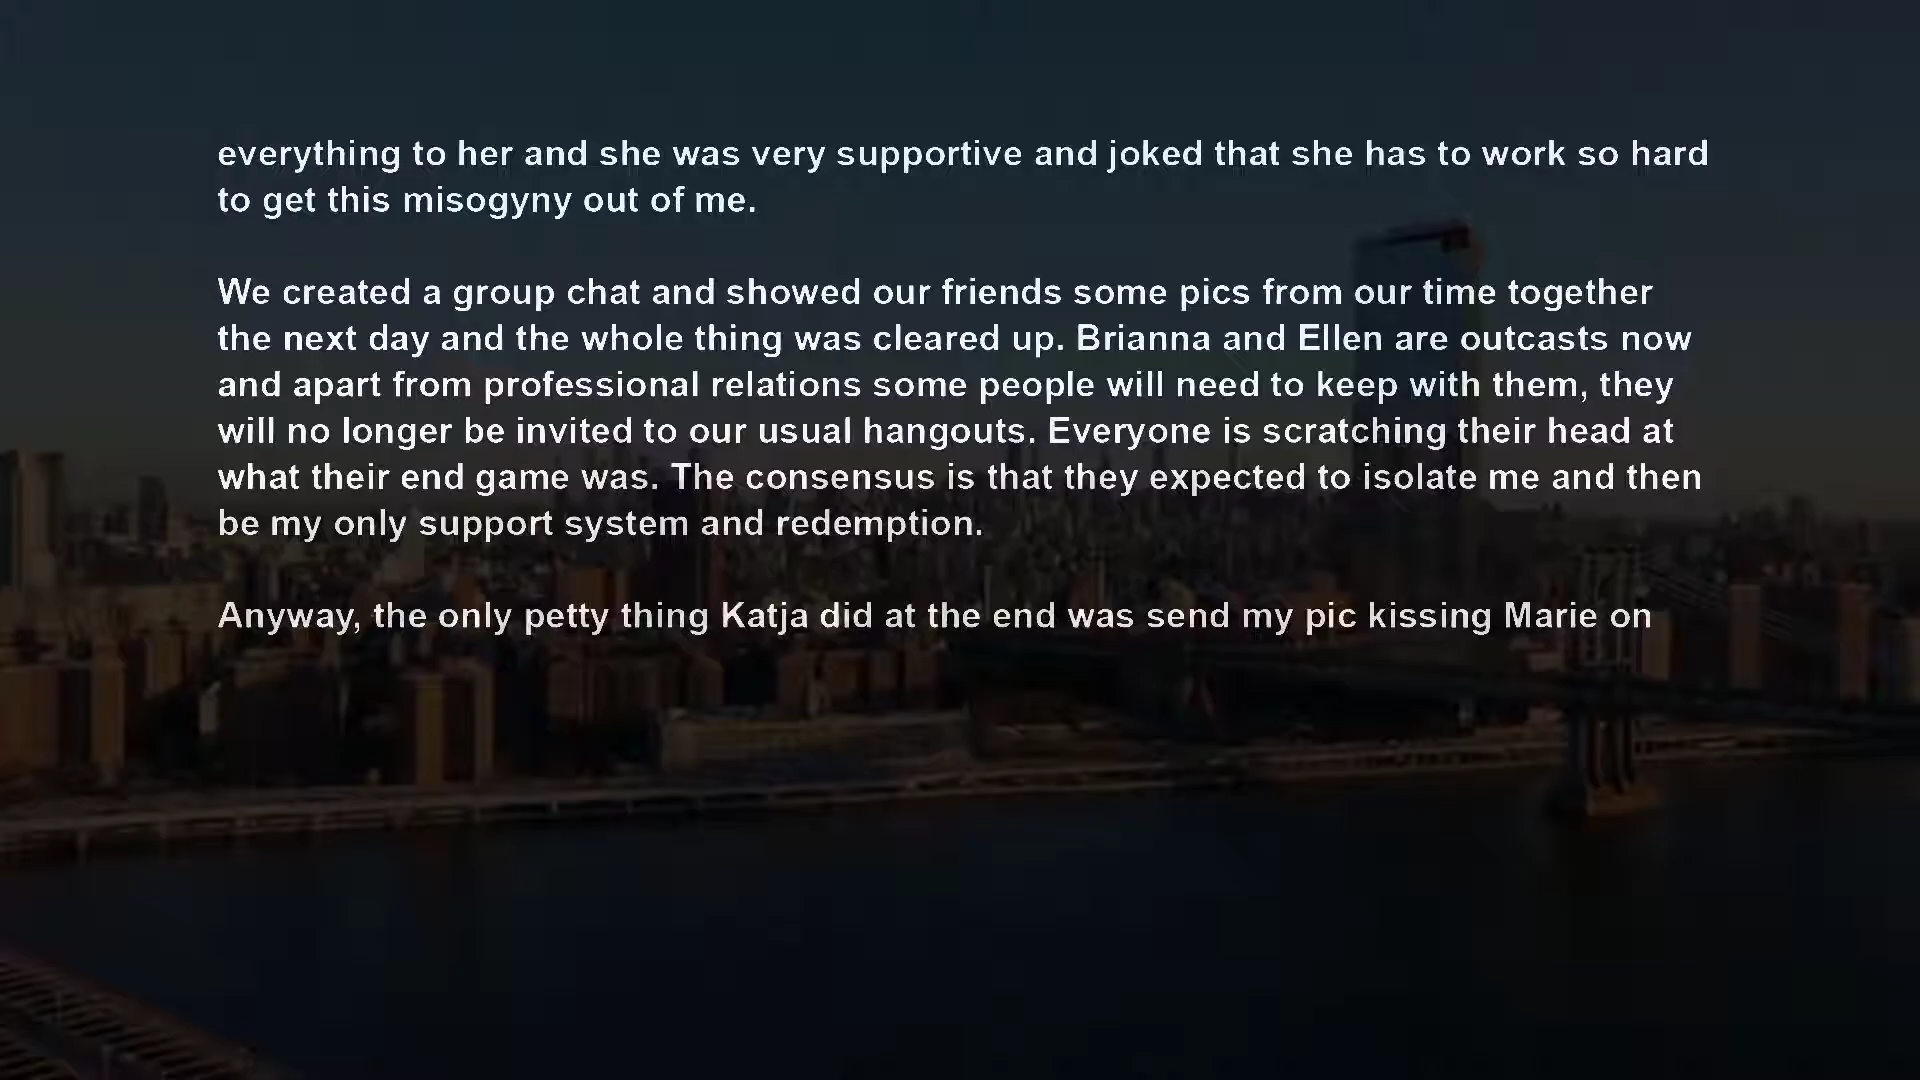 everything to her and she was very supportive and joked that she has to work so hard
to get this misogyny out of me.
We created a group chat and showed our friends some pics from our time together
the next day and the whole thing was cleared up. Brianna and Ellen are outcasts now
and apart from professional relations some people will need to keep with them, they
will no longer be invited to our usual hangouts. Everyone is scratching their head at
what their end game was. The consensus is that they expected to isolate me and then
be my only support system and redemption.
Anyway, the only petty thing Katja did at the end was send my pic kissing Marie on